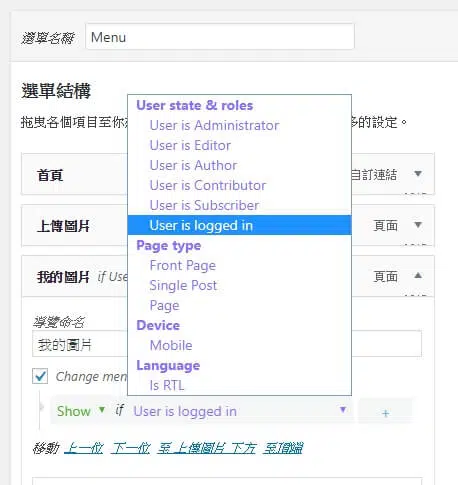 選單名稱 Menu
選單結構
拖曳各個項目至你 多的設定。
User state & roles
User is Administrator
User is Editor
User is Author
User is Contributor
User is Subscriber
User is logged in
Page type
Front Page
Single Post
Page
Device
Mobile
Language
Is RTL
首頁 自訂連結
上傳圖片 頁面
我的圖片 if Use 頁面
導覽命名
我的圖片
Change men
Show if User is logged in +
移動 上一位 下一位 至 上傳圖片 下方 至頂端